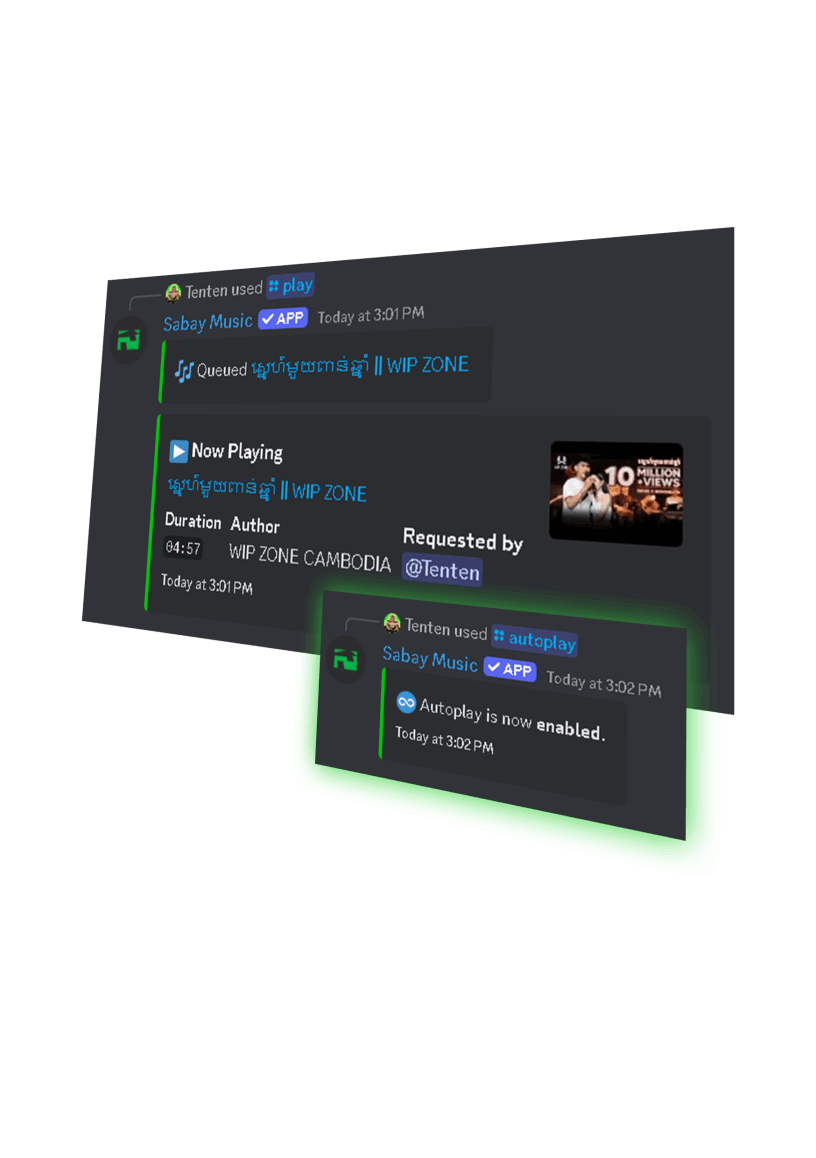 Tenten used play
Sabay Music APP Today at 3:01 PM
Queued ស្នេហ៍មួយពាន់ឆ្នាំ || WIP ZONE
Now Playing
ស្នេហ៍មួយពាន់ឆ្នាំ || WIP ZONE
10 MILLION +VIEWS
Duration Author Requested by
04:57 WIP ZONE CAMBODIA @Tenten
Today at 3:01 PM
Tenten used autoplay
Sabay Music APP Today at 3:02 PM
Autoplay is now enabled.
Today at 3:02 PM